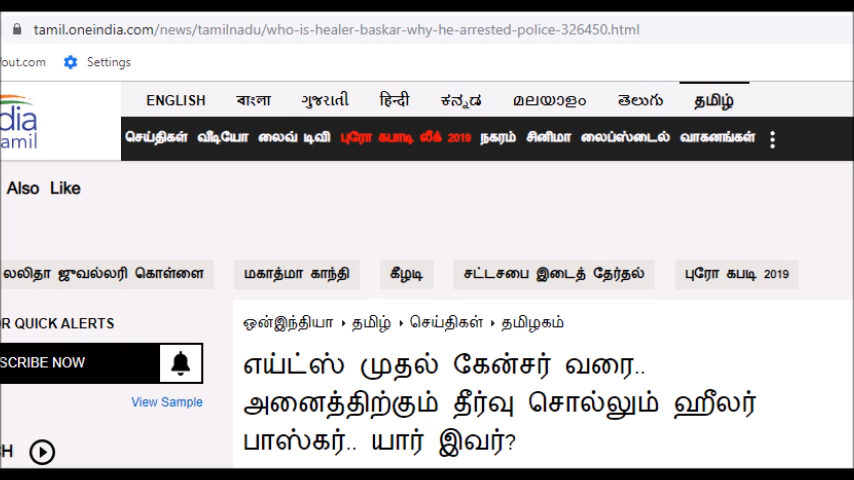 tamil.oneindia.com/news/tamilnadu/who-is-healer-baskar-why-he-arrested-police-326450.html
out.com Settings
ENGLISH বাংলা ગુજરાતી हिन्दी ಕನ್ನಡ മലയാളം తెలుగు தமிழ்
dia
amil
செய்திகள் வீடியோ லைவ் டிவி புரோ கபாடி லீக் 2019 நகரம் சினிமா லைப்ஸ்டைல் வாகனங்கள்
Also Like
லலிதா ஜுவல்லரி கொள்ளை மகாத்மா காந்தி கீழடி சட்டசபை இடைத் தேர்தல் புரோ கபடி 2019
R QUICK ALERTS
ஒன்இந்தியா தமிழ் செய்திகள் தமிழகம்
SCRIBE NOW
எய்ட்ஸ் முதல் கேன்சர் வரை..
View Sample
அனைத்திற்கும் தீர்வு சொல்லும் ஹீலர்
பாஸ்கர்.. யார் இவர்?
H